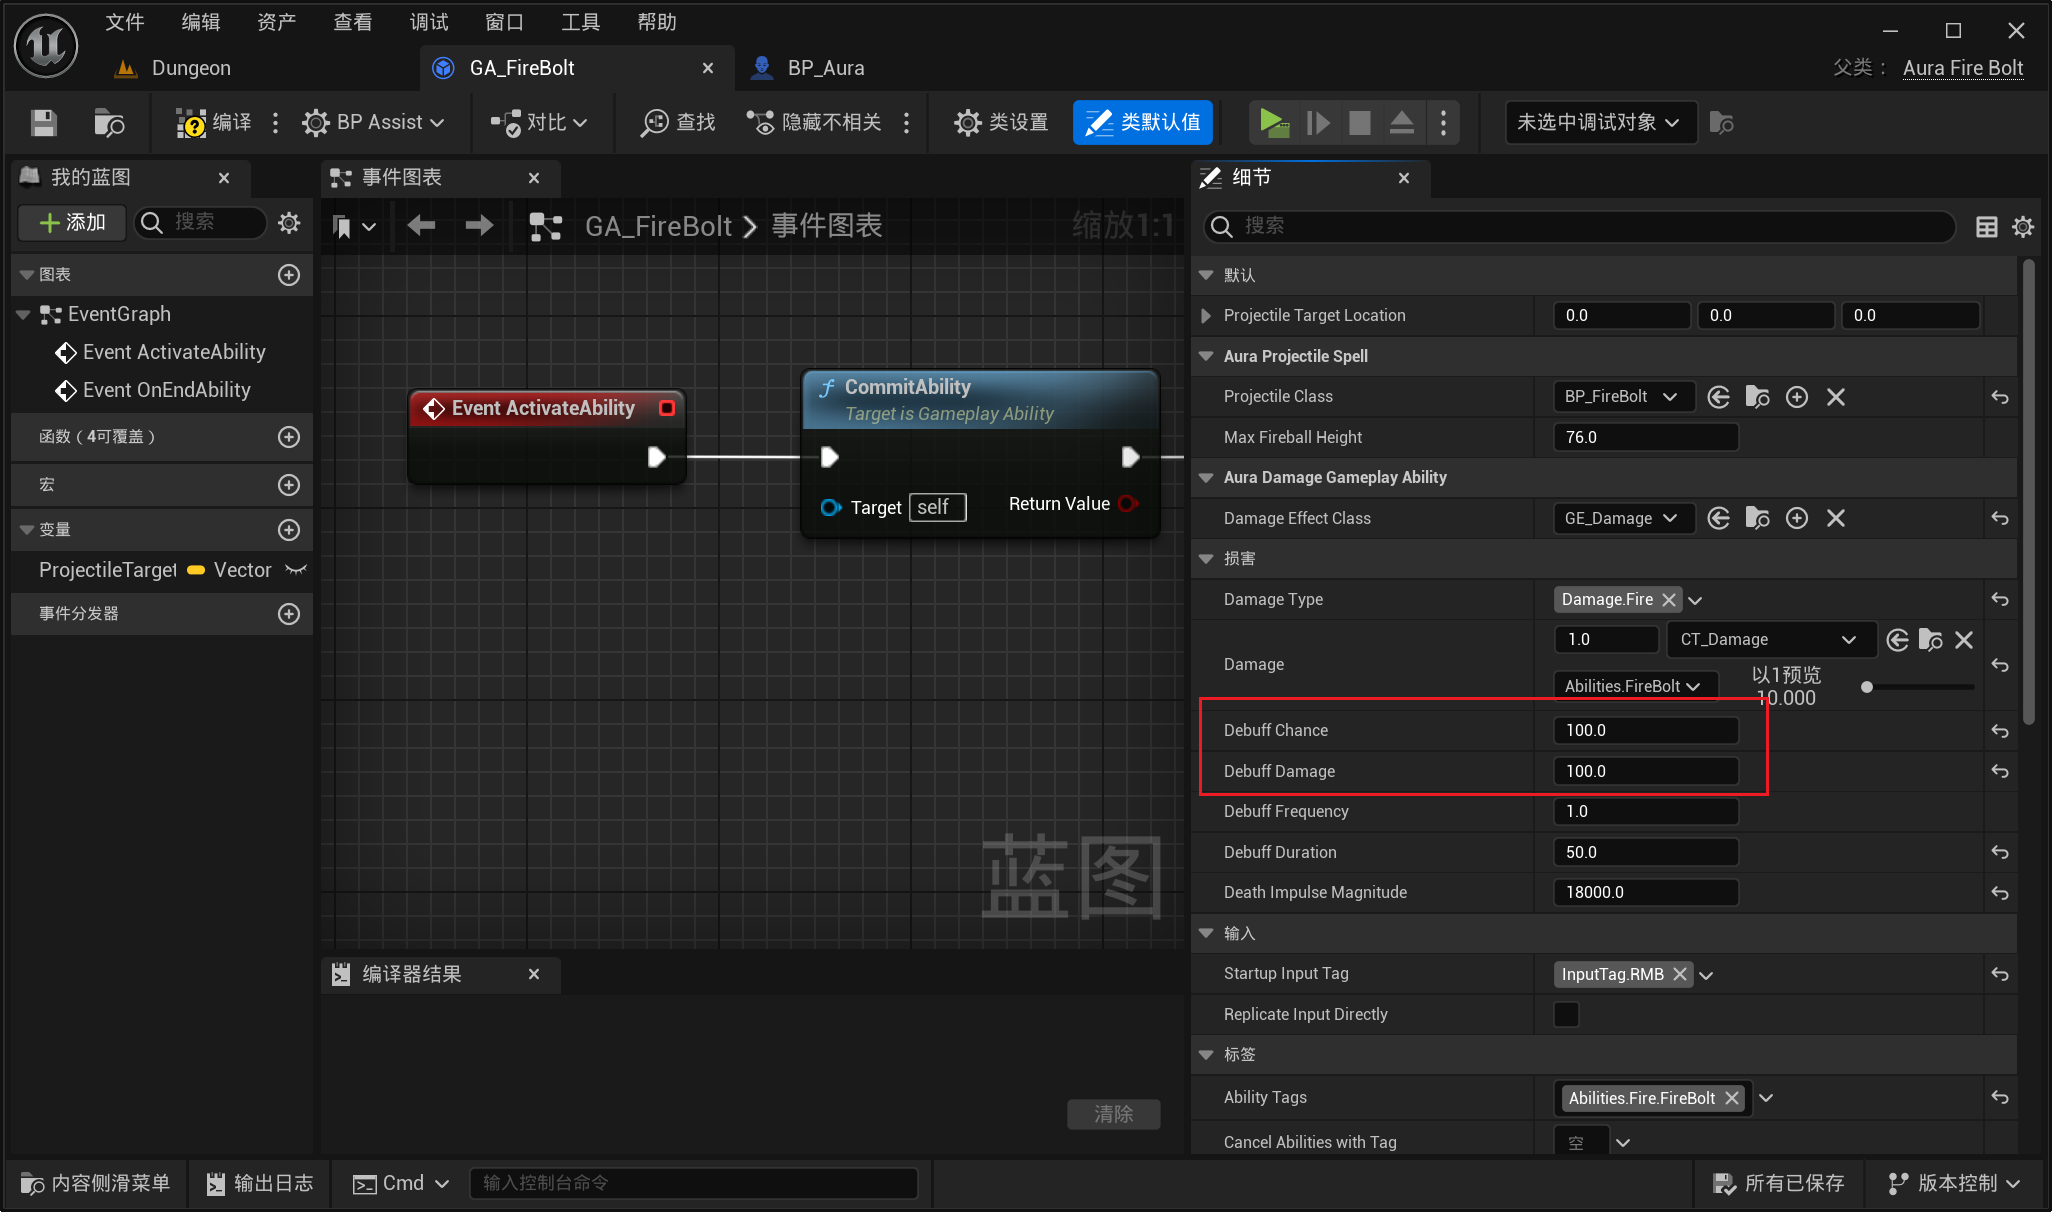 文件 编辑 资产 查看 调试 窗口 工具 帮助
Dungeon GA_FireBolt BP_Aura 父类： Aura Fire Bolt
编译 BP Assist 对比 查找 隐藏不相关 类设置 类默认值 未选中调试对象
我的蓝图
添加 搜索
图表
EventGraph
Event ActivateAbility
Event OnEndAbility
函数（4可覆盖）
宏
变量
ProjectileTarget Vector
事件分发器
事件图表
GA_FireBolt 事件图表 缩放1:1
Event ActivateAbility
CommitAbility
Target is Gameplay Ability
Target self Return Value
蓝图
编译器结果
清除
细节
搜索
默认
Projectile Target Location 0.0 0.0 0.0
Aura Projectile Spell
Projectile Class BP_FireBolt
Max Fireball Height 76.0
Aura Damage Gameplay Ability
Damage Effect Class GE_Damage
损害
Damage Type Damage.Fire
Damage 1.0 CT_Damage
Abilities.FireBolt 以1预览
10.000
Debuff Chance 100.0
Debuff Damage 100.0
Debuff Frequency 1.0
Debuff Duration 50.0
Death Impulse Magnitude 18000.0
输入
Startup Input Tag InputTag.RMB
Replicate Input Directly
标签
Ability Tags Abilities.Fire.FireBolt
Cancel Abilities with Tag 空
内容侧滑菜单 输出日志 Cmd 输入控制台命令 所有已保存 版本控制